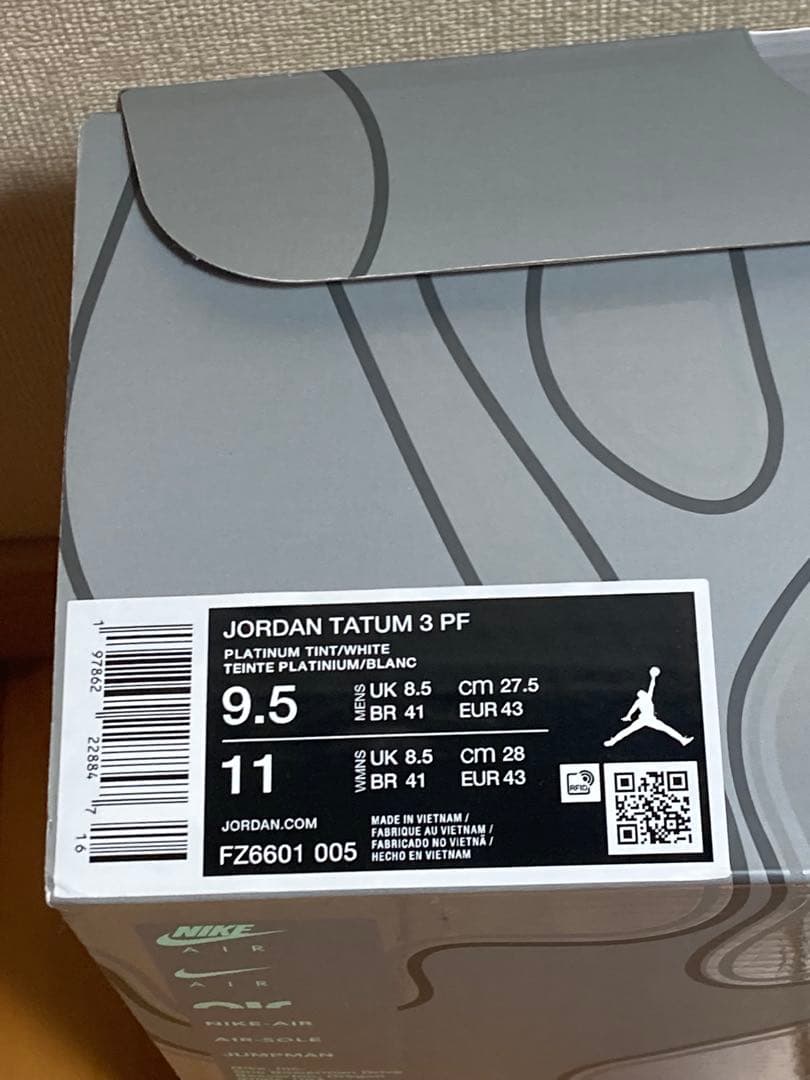 JORDAN TATUM 3 PF
PLATINUM TINT/WHITE
TEINTE PLATINIUM/BLANC
9.5 MENS UK 8.5 cm 27.5
BR 41 EUR 43
11 WMNS UK 8.5 cm 28
BR 41 EUR 43
RFID
JORDAN.COM
FZ6601 005
MADE IN VIETNAM /
FABRIQUE AU VIETNAM /
FABRICADO NO VIETNÃ /
HECHO EN VIETNAM
1 97862 22884 7 16
NIKE
AIR
AIR
AIR
NIKE-AIR
AIR-SOLE
JUMPMAN